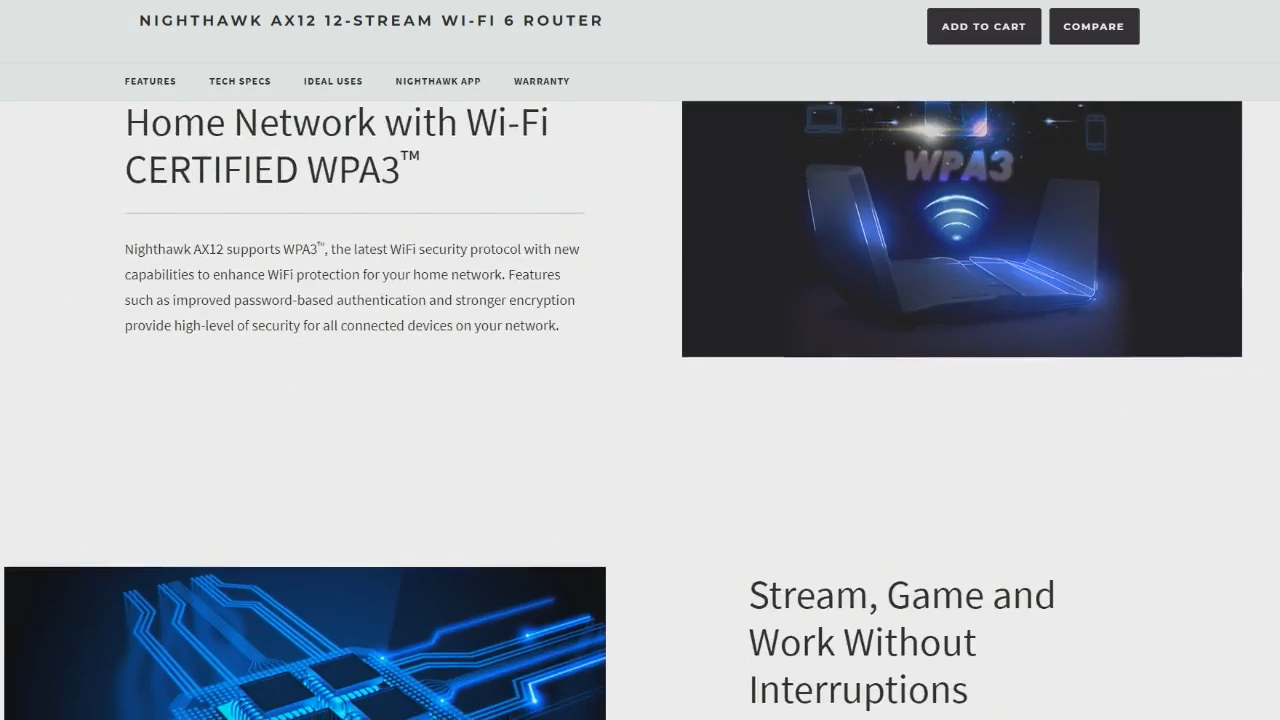 NIGHTHAWK AX12 12-STREAM WI-FI 6 ROUTER
ADD TO CART
COMPARE
FEATURES TECH SPECS IDEAL USES NIGHTHAWK APP WARRANTY
Home Network with Wi-Fi
CERTIFIED WPA3™
Nighthawk AX12 supports WPA3™, the latest WiFi security protocol with new
capabilities to enhance WiFi protection for your home network. Features
such as improved password-based authentication and stronger encryption
provide high-level of security for all connected devices on your network.
WPA3
Stream, Game and
Work Without
Interruptions